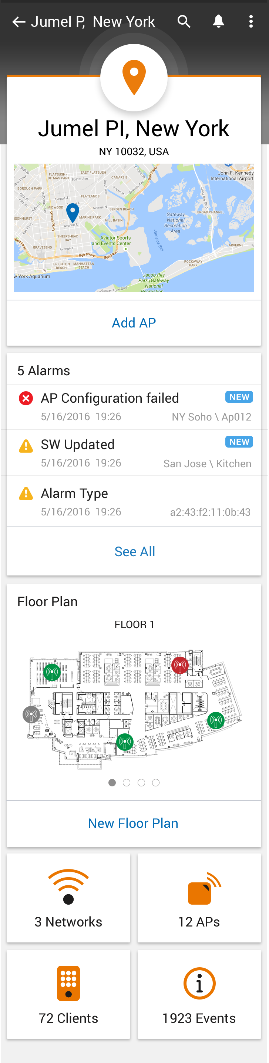 Jumel P, New York
Jumel Pl, New York
NY 10032, USA
Add AP
5 Alarms
AP Configuration failed NEW
5/16/2016 19:26 NY Soho \ Ap012
SW Updated NEW
5/16/2016 19:26 San Jose \ Kitchen
Alarm Type
5/16/2016 19:26 a2:43:f2:11:0b:43
See All
Floor Plan
FLOOR 1
New Floor Plan
3 Networks 12 APs
72 Clients 1923 Events